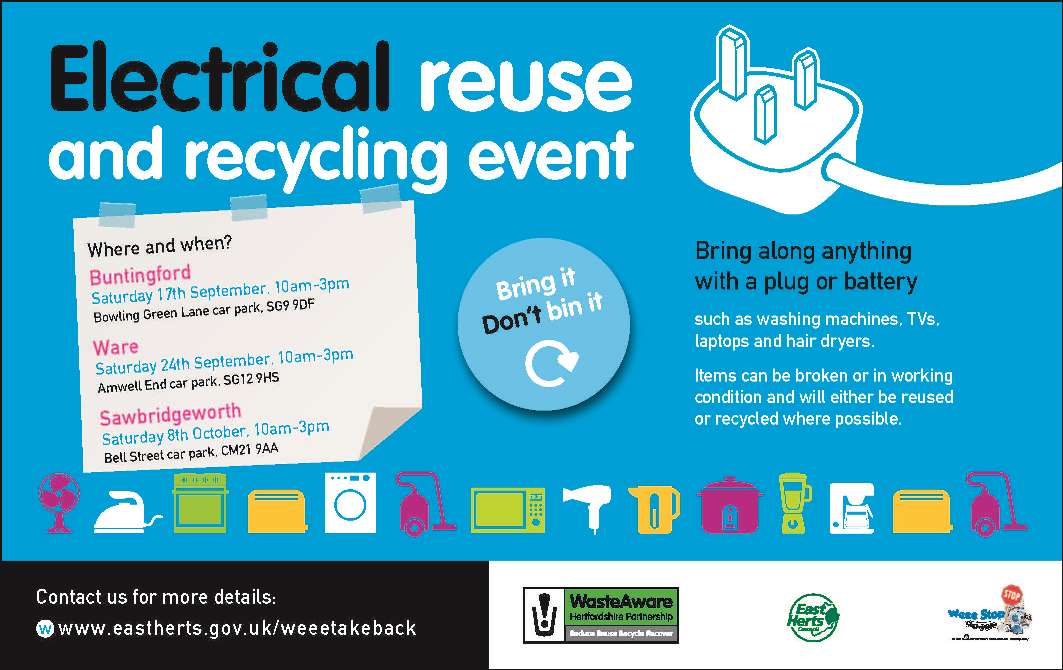 Electrical reuse
and recycling event
Where and when?
Buntingford
Saturday 17th September, 10am-3pm
Bowling Green Lane car park, SG9 9DF
Ware
Saturday 24th September, 10am-3pm
Amwell End car park, SG12 9HS
Sawbridgeworth
Saturday 8th October, 10am-3pm
Bell Street car park, CM21 9AA
Bring it
Don't bin it
Bring along anything
with a plug or battery
such as washing machines, TVs,
laptops and hair dryers.
Items can be broken or in working
condition and will either be reused
or recycled where possible.
Contact us for more details:
w www.eastherts.gov.uk/weeetakeback
WasteAware
Hertfordshire Partnership
Reduce Reuse Recycle Recover
East
Herts
Council
STOP
Weee Stop